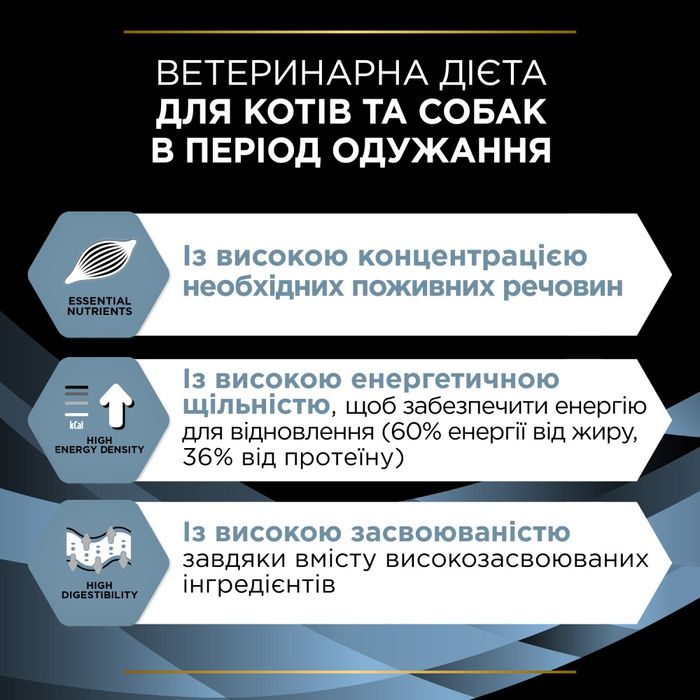 ВЕТЕРИНАРНА ДІЄТА
ДЛЯ КОТІВ ТА СОБАК
В ПЕРІОД ОДУЖАННЯ
ESSENTIAL
NUTRIENTS
Із високою концентрацією
необхідних поживних речовин
kCal
HIGH
ENERGY DENSITY
Із високою енергетичною
щільністю, щоб забезпечити енергію
для відновлення (60% енергії від жиру,
36% від протеїну)
HIGH
DIGESTIBILITY
Із високою засвоюваністю
завдяки вмісту високозасвоюваних
інгредієнтів